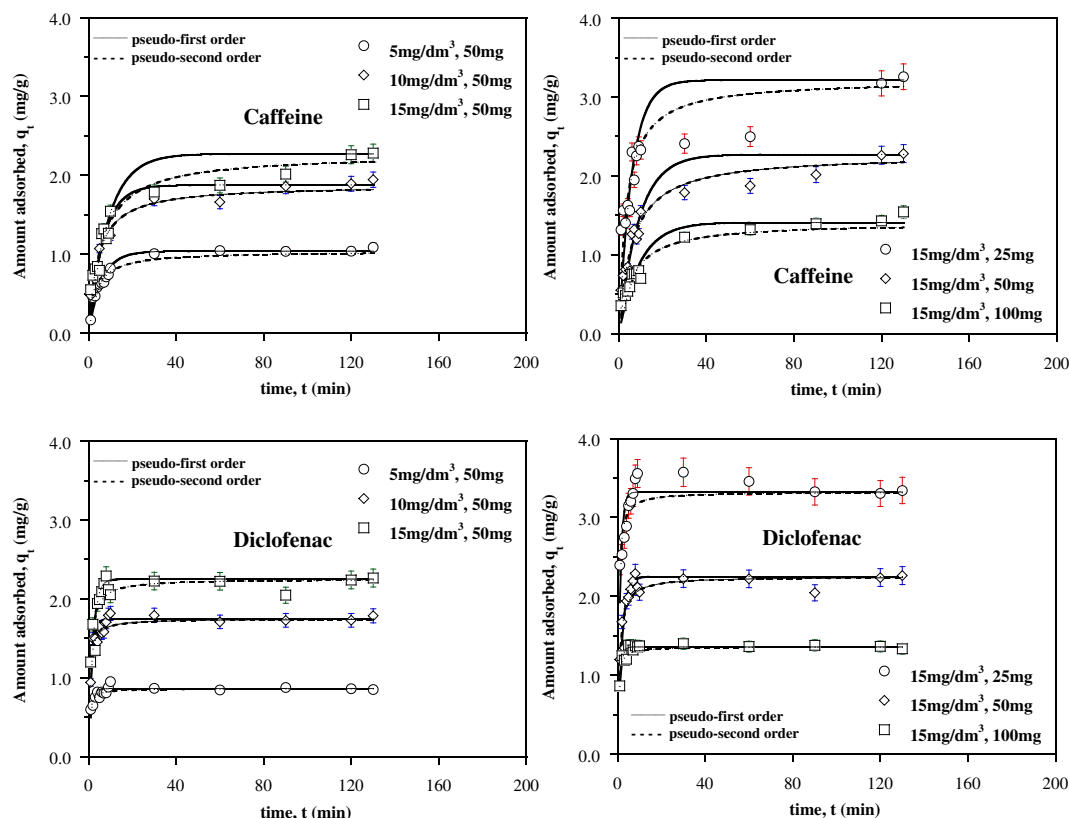 4.0
pseudo-first order
pseudo-second order
5mg/dm³, 50mg
10mg/dm³, 50mg
15mg/dm³, 50mg
Caffeine
3.0
2.0
1.0
0.0
Amount adsorbed, qₜ (mg/g)
0 40 80 120 160 200
time, t (min)
4.0
pseudo-first order
pseudo-second order
3.0
2.0
1.0
0.0
Amount adsorbed, qₜ (mg/g)
Caffeine
15mg/dm³, 25mg
15mg/dm³, 50mg
15mg/dm³, 100mg
0 40 80 120 160 200
time, t (min)
4.0
pseudo-first order
pseudo-second order
5mg/dm³, 50mg
10mg/dm³, 50mg
15mg/dm³, 50mg
Diclofenac
3.0
2.0
1.0
0.0
Amount adsorbed, qₜ (mg/g)
0 40 80 120 160 200
time, t (min)
4.0
3.0
2.0
1.0
0.0
Amount adsorbed, qₜ (mg/g)
Diclofenac
15mg/dm³, 25mg
15mg/dm³, 50mg
15mg/dm³, 100mg
pseudo-first order
pseudo-second order
0 40 80 120 160 200
time, t (min)